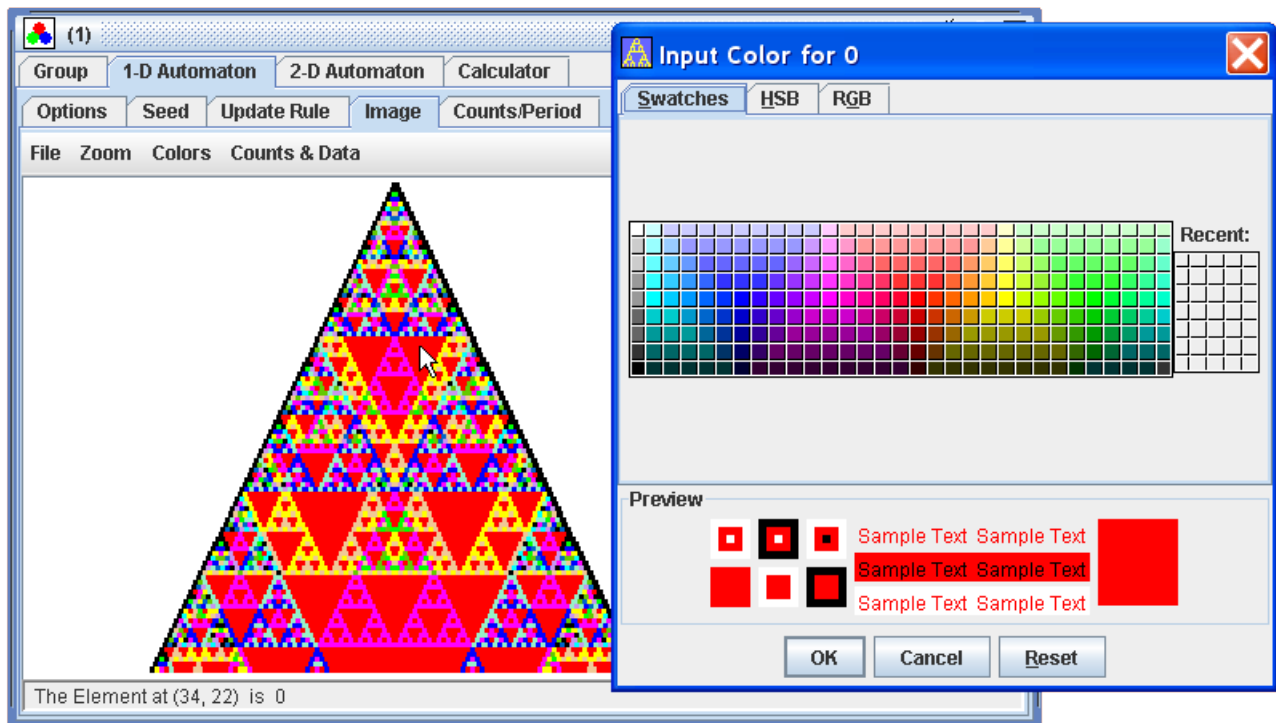 (1)
Group 1-D Automaton 2-D Automaton Calculator
Options Seed Update Rule Image Counts/Period
File Zoom Colors Counts & Data
The Element at (34, 22) is 0
Input Color for 0
Swatches HSB RGB
Recent:
Preview
Sample Text Sample Text
Sample Text Sample Text
Sample Text Sample Text
OK Cancel Reset